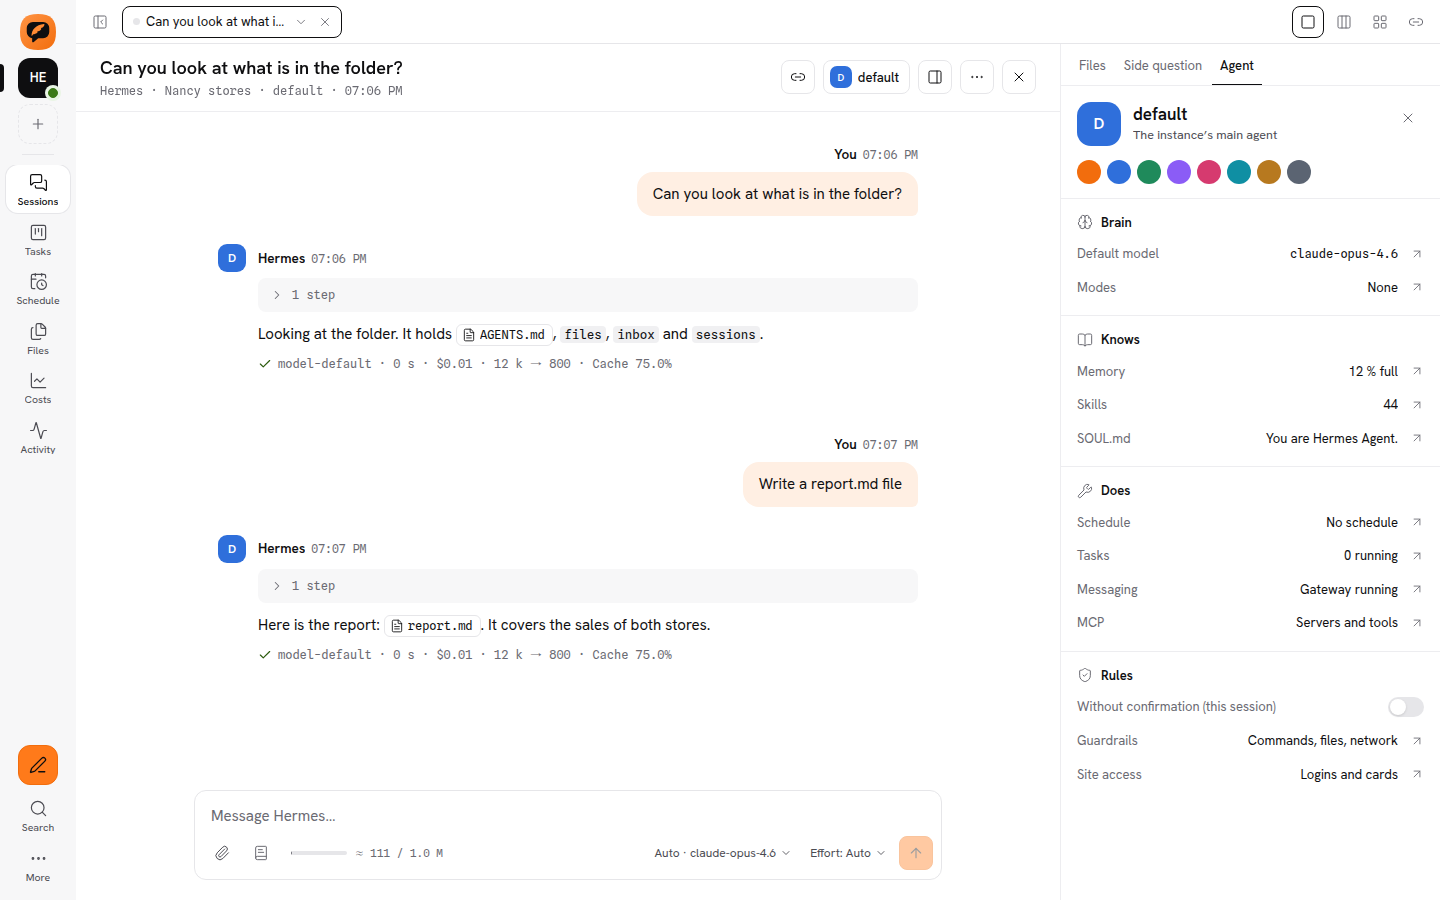 Can you look at what i...
HE
Sessions
Tasks
Schedule
Files
Costs
Activity
Search
More
Can you look at what is in the folder?
Hermes · Nancy stores · default · 07:06 PM
D default
You 07:06 PM
Can you look at what is in the folder?
D Hermes 07:06 PM
1 step
Looking at the folder. It holds AGENTS.md, files, inbox and sessions.
model-default · 0 s · $0.01 · 12 k → 800 · Cache 75.0%
You 07:07 PM
Write a report.md file
D Hermes 07:07 PM
1 step
Here is the report: report.md. It covers the sales of both stores.
model-default · 0 s · $0.01 · 12 k → 800 · Cache 75.0%
Message Hermes...
≈ 111 / 1.0 M
Auto · claude-opus-4.6
Effort: Auto
Files Side question Agent
D
default
The instance's main agent
Brain
Default model claude-opus-4.6
Modes None
Knows
Memory 12 % full
Skills 44
SOUL.md You are Hermes Agent.
Does
Schedule No schedule
Tasks 0 running
Messaging Gateway running
MCP Servers and tools
Rules
Without confirmation (this session)
Guardrails Commands, files, network
Site access Logins and cards